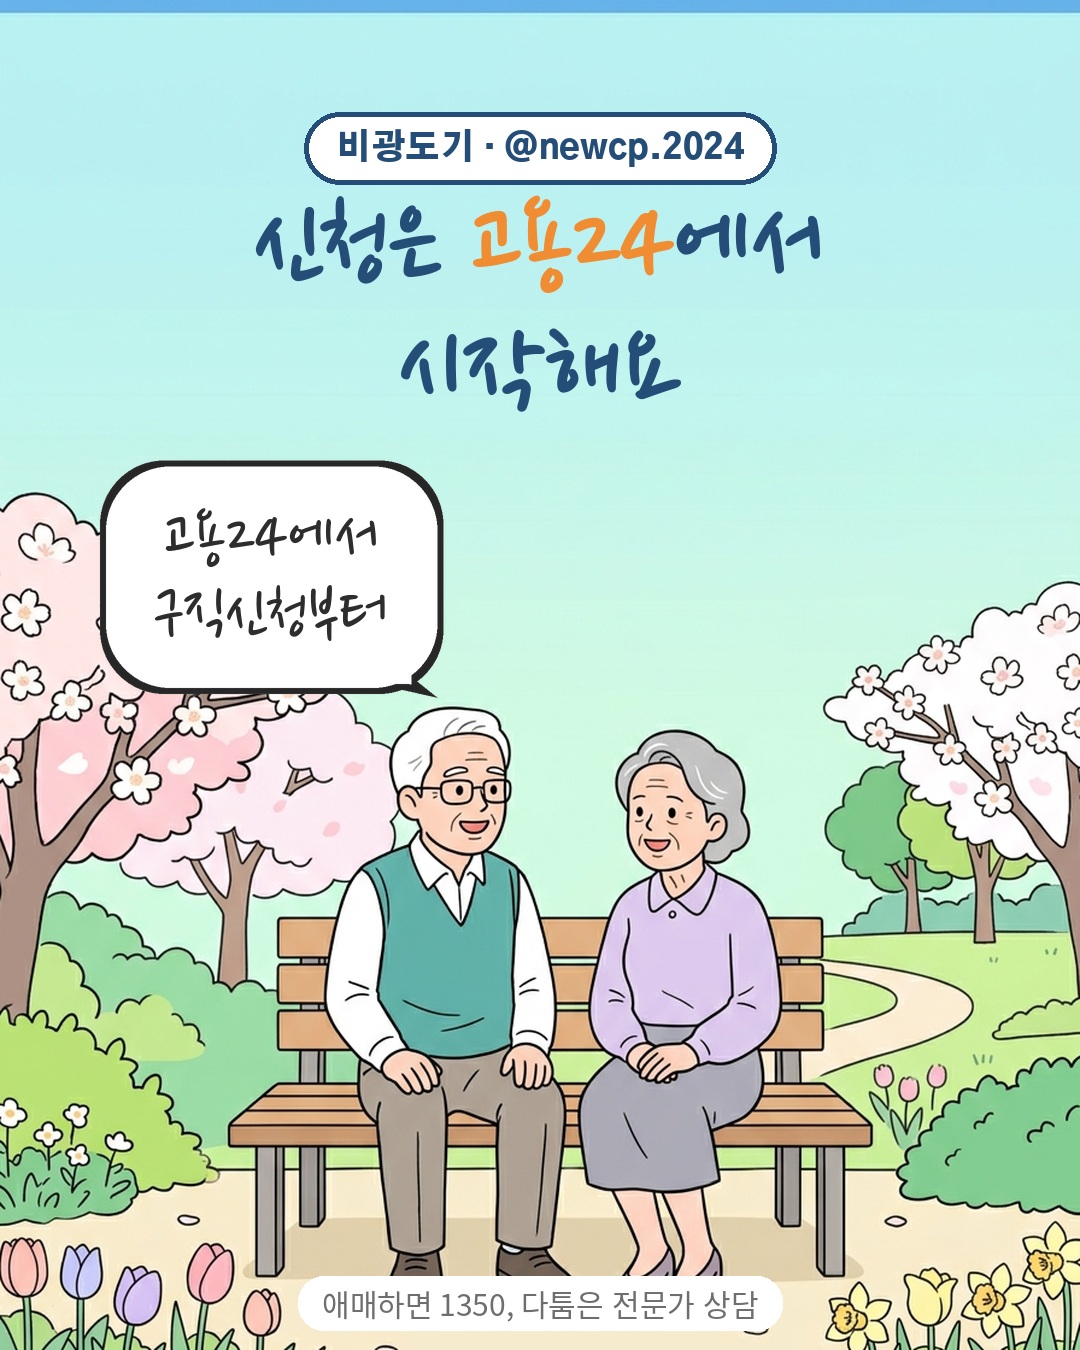 비광도기 · @newcp.2024
신청은 고용24에서
시작해요
고용24에서
구직신청부터
애매하면 1350, 다툼은 전문가 상담